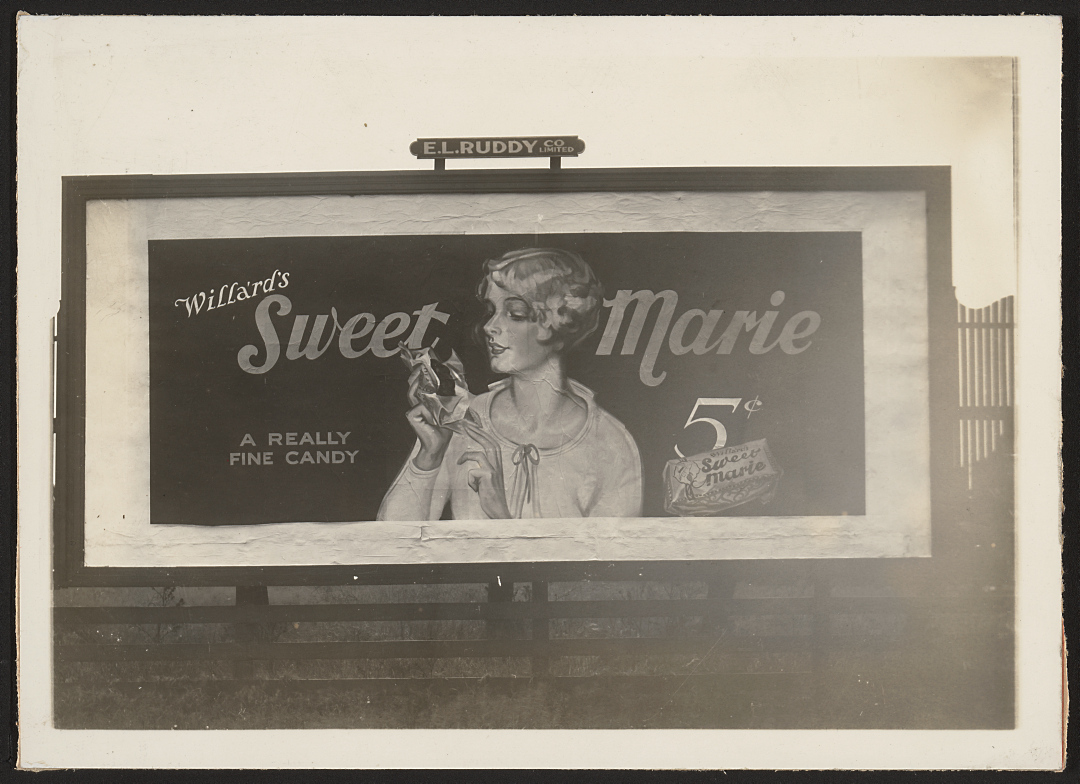 E.L.RUDDY CO LIMITED
Willard's
Sweet Marie
A REALLY
FINE CANDY
5¢
Sweet
Marie